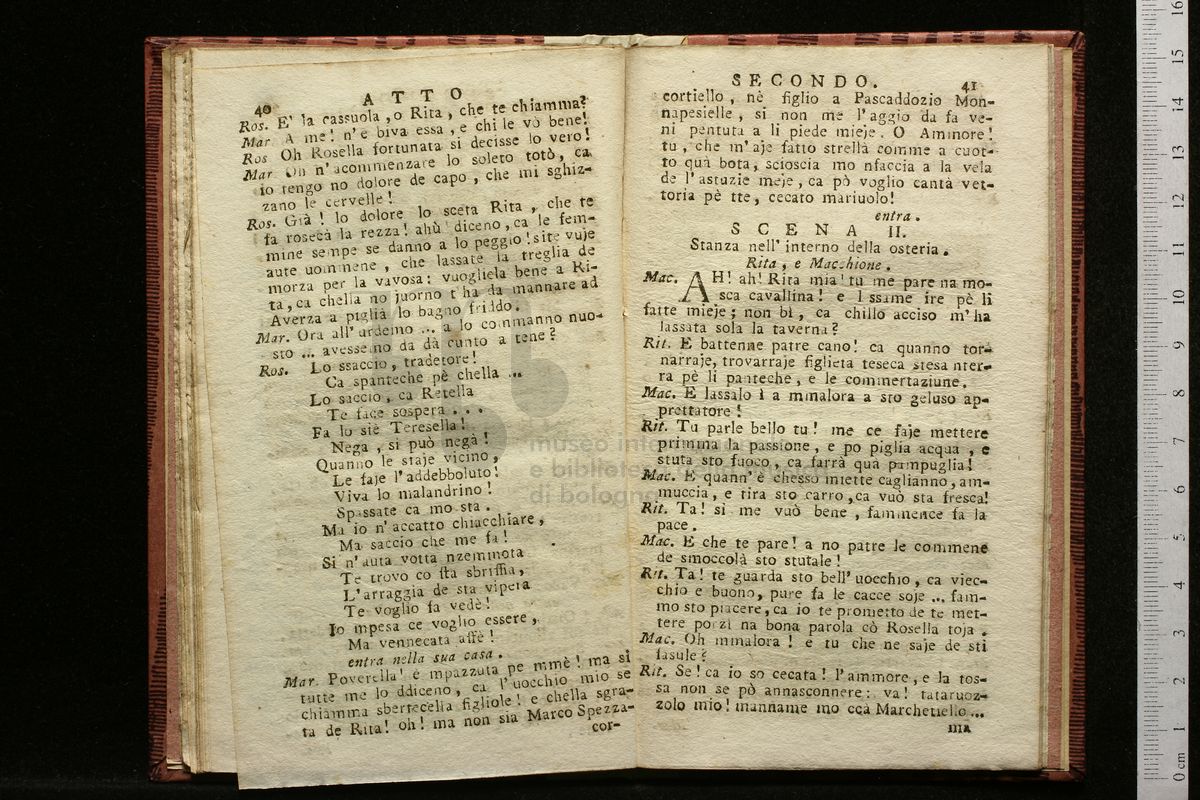 40 ATTO
Ros. E' la cassuola, o Rita, che te chiamma?
Mar A me! n'e biva essa, e chi le vò bene!
Ros Oh Rosella fortunata si decisse lo vero!
Mar Oh n'acommenzare lo soleto totò, ca
io tengo no dolore de capo, che mi sghiz-
zano le cervelle!
Ros. Già! lo dolore lo sceta Rita, che te
fa rosecà la rezza! ahù! diceno, ca le fem-
mine sempe se danno a lo peggio! site vuje
aute uommene, che lassate la treglia de
morza per la vavosa: vuogliela bene a Ri-
ta, ca chella no juorno t'ha da mannare ad
Averza a piglià lo bagno friddo.
Mar. Ora all'urdemo ... a lo commanno nuo-
sto ... avesseмo da dà cunto a tene?
Ros. Lo ssaccio, tradetore!
Ca spanteche pè chella ...
Lo saccio, ca Retella
Te face sospera ...
Fa lo siè Teresella!
Nega, si può negà!
Quanno le staje vicino,
Le faje l'addebboluto!
Viva lo malandrino!
Spassate ca mo sta.
Ma io n'accatto chiacchiare,
Ma saccio che me fa!
Si n'auta votta nzemmota
Te trovo co sta sbriffia,
L'arraggia de sta vipera
Te voglio fa vedè!
Io mpesa ce voglio essere,
Ma vennecata affè!
entra nella sua casa.
Mar. Poverella! è mpazzuta pe mmè! ma si
tutte me lo ddiceno, ca l'uocchio mio se
chiamma sbertecella figliole! e chella sgra-
ta de Rita! oh! ma non sia Marco Spezza-
cor-
SECONDO. 41
cortiello, nè figlio a Pascaddozio Mon-
napesielle, si non me l'aggio da fa ve-
ni pentuta a li piede mieje. O Ammore!
tu, che m'aje fatto strellà comme a cuot-
to quà bota, scioscia mo nfaccia a la vela
de l'astuzie meje, ca pò voglio cantà vet-
toria pè tte, cecato mariuolo!
entra.
SCENA II.
Stanza nell'interno della osteria.
Rita, e Macchione.
Mac. AH! ah! Rita mia! tu me pare na mo-
sca cavallina! e lssame ire pè li
fatte mieje; non bì, ca chillo acciso m'ha
lassata sola la taverna?
Rit. E battenne patre cano! ca quanno tor-
narraje, trovarraje figlieta teseca stesa nter-
ra pè li panteche, e le commertaziune.
Mac. E lassalo ì a mmalora a sto geluso ap-
prettatore!
Rit. Tu parle bello tu! me ce faje mettere
primma la passione, e po piglia acqua, e
stuta sto fuoco, ca farrà quà pampuglia!
Mac. E quann'è chesso miette caglianno, am-
muccia, e tira sto carro, ca vuò sta fresca!
Rit. Ta! si me vuò bene, famminence fa la
pace.
Mac. E che te pare! a no patre le commene
de smoccolà sto stutale!
Rit. Ta! te guarda sto bell'uocchio, ca viec-
chio e buono, pure fa le cacce soje ... fam-
mo sto piacere, ca io te prometto de te met-
tere porzì na bona parola cò Rosella toja.
Mac. Oh mmalora! e tu che ne saje de sti
fasule?
Rit. Se! ca io so cecata! l'ammore, e la tos-
sa non se pò annasconnere: va! tataruoz-
zolo mio! manname mo ccà Marchetiello ...
ma
museo
e biblioteca
di bologna